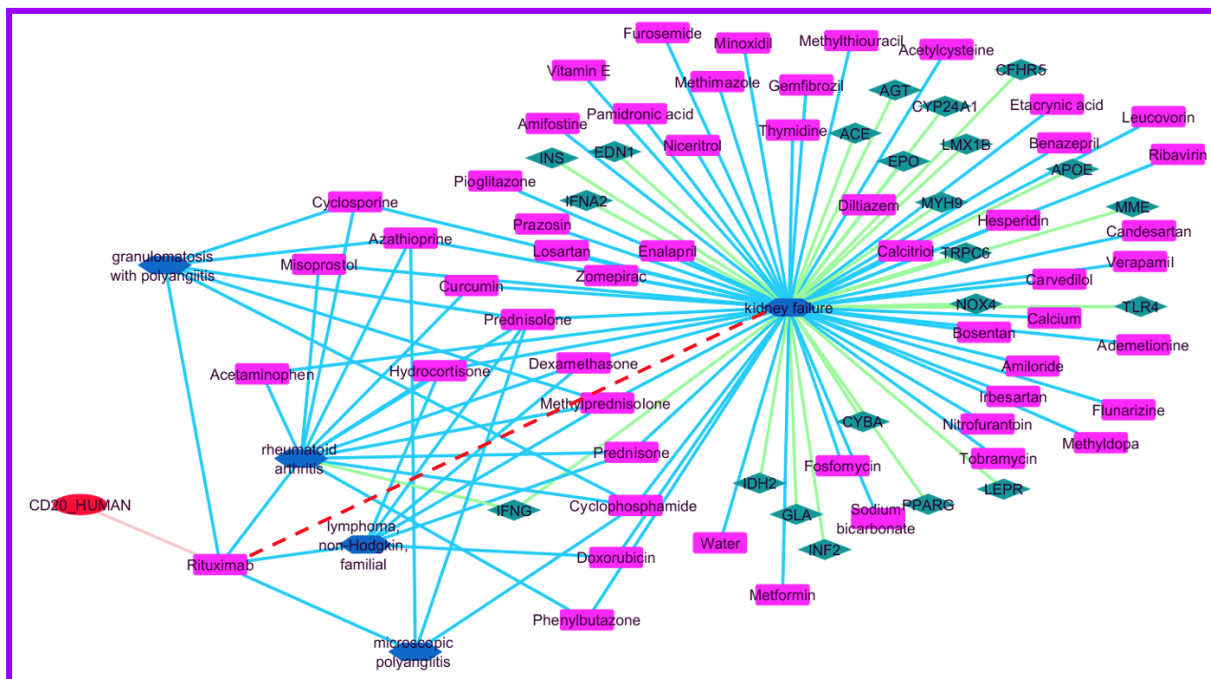 Furosemide
Minoxidil
Methylthiouracil
Acetylcysteine
Vitamin E
Methimazole
Gemfibrozil
AGT
CFHR5
CYP24A1
Etacrynic acid
Leucovorin
Amifostine
Pamidronic acid
Thymidine
ACE
LMX1B
Benazepril
Ribavirin
INS
EDN1
Niceritrol
EPO
APOE
Pioglitazone
IFNA2
Diltiazem
MYH9
Hesperidin
MME
Cyclosporine
Prazosin
Candesartan
Azathioprine
Losartan
Enalapril
Calcitriol
TRPC6
granulomatosis
with polyangiitis
Misoprostol
Zomepirac
Carvedilol
Verapamil
Curcumin
kidney failure
NOX4
TLR4
Prednisolone
Calcium
Bosentan
Ademetionine
Acetaminophen
Hydrocortisone
Dexamethasone
Amiloride
Methylprednisolone
Irbesartan
Flunarizine
CYBA
Nitrofurantoin
Methyldopa
rheumatoid
arthritis
Prednisone
Fosfomycin
Tobramycin
IDH2
LEPR
CD20_HUMAN
IFNG
Cyclophosphamide
GLA
Sodium
bicarbonate
PPARG
lymphoma,
non-Hodgkin,
familial
Water
INF2
Rituximab
Doxorubicin
Metformin
Phenylbutazone
microscopic
polyangiitis